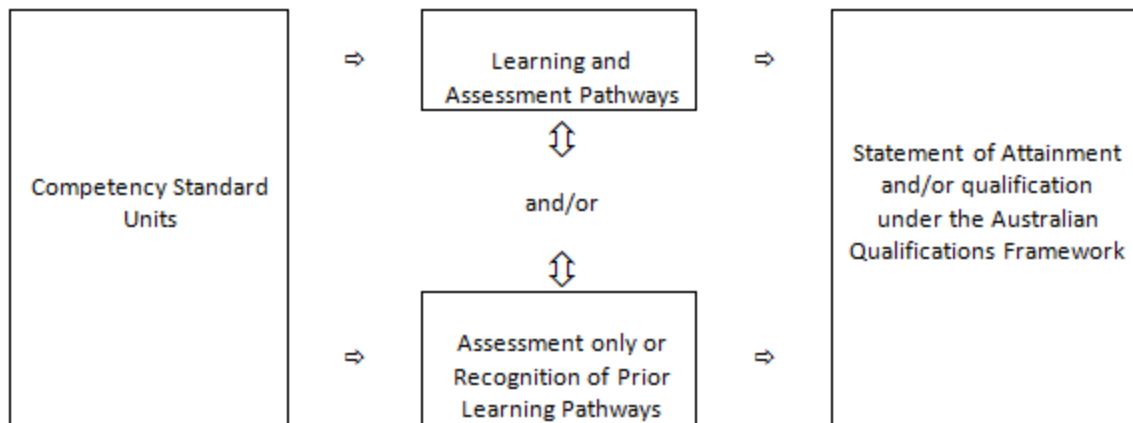 Competency Standard
Units
Learning and
Assessment Pathways
and/or
Assessment only or
Recognition of Prior
Learning Pathways
Statement of Attainment
and/or qualification
under the Australian
Qualifications Framework